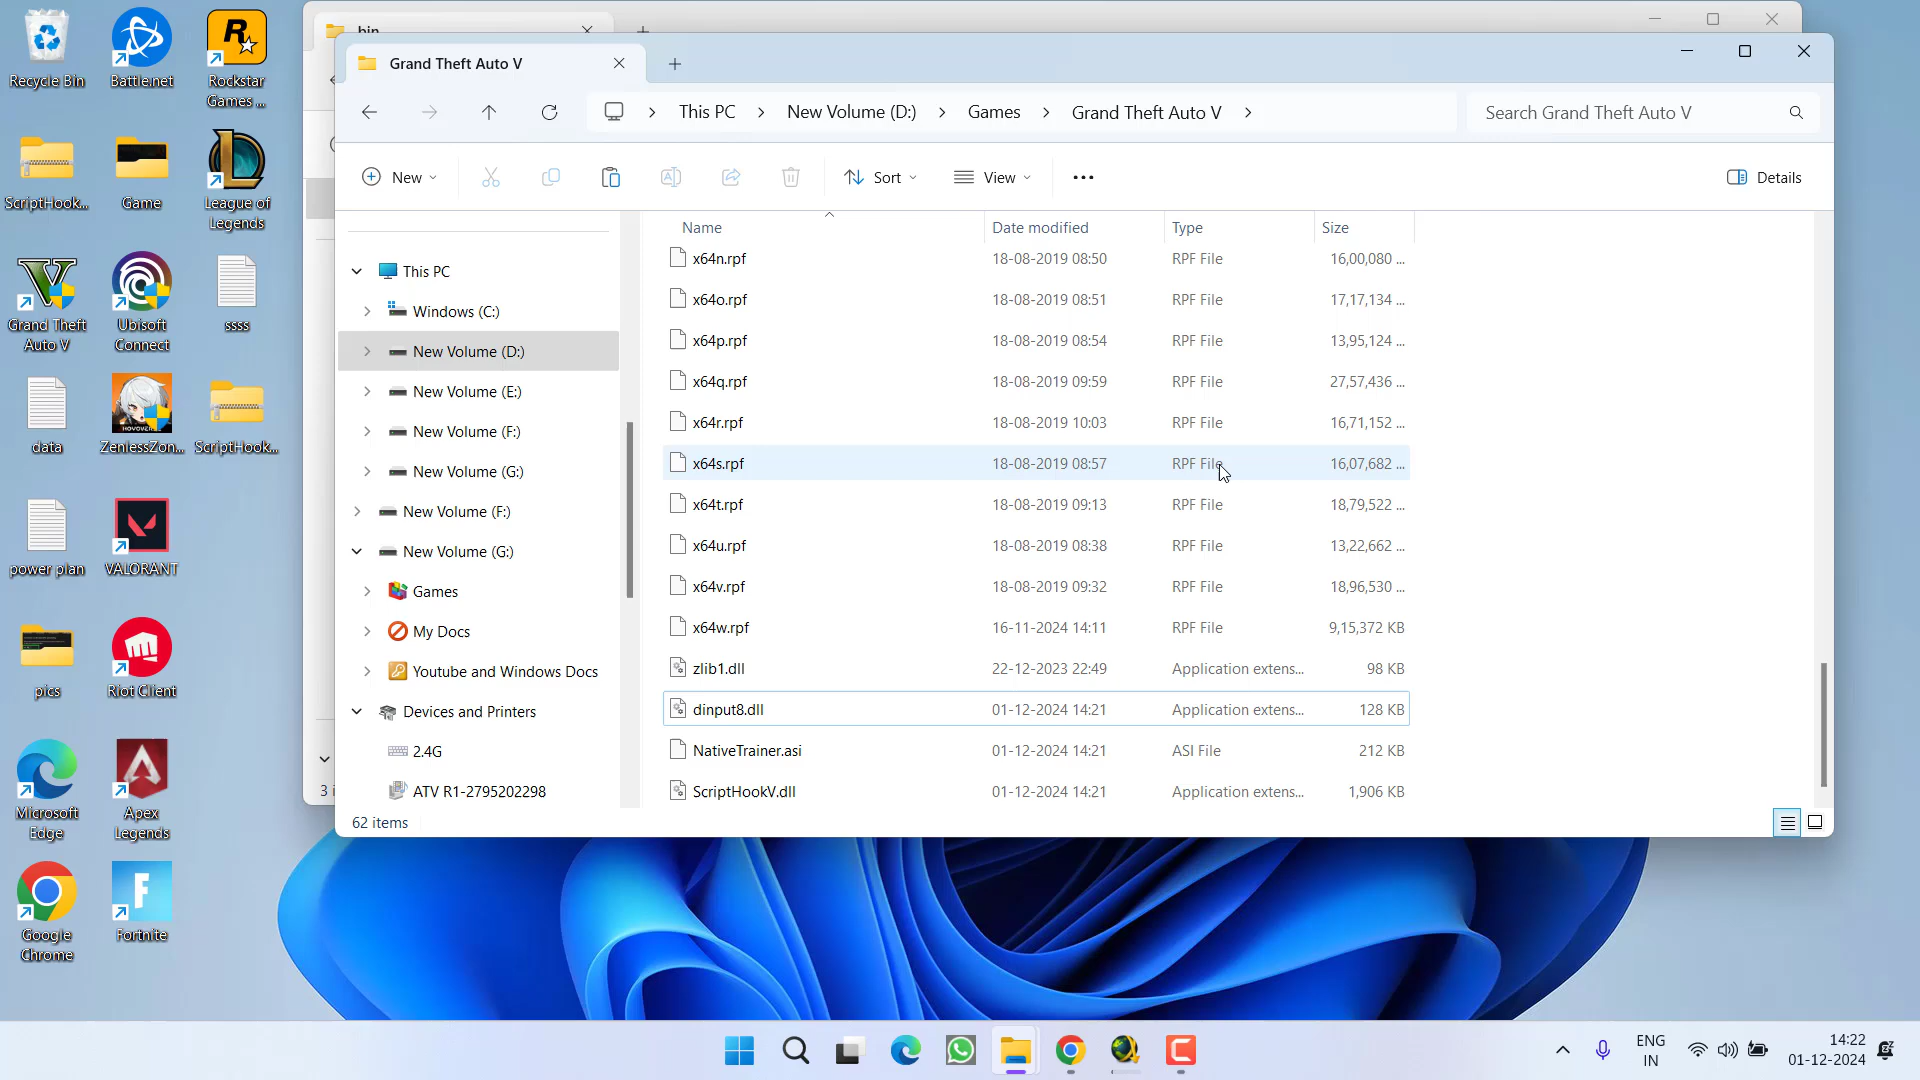 Recycle Bin
Battle.net
Rockstar
Games ...
ScriptHook...
Game
League of
Legends
Grand Theft
Auto V
Ubisoft
Connect
ssss
data
ZenlessZon...
ScriptHook...
power plan
VALORANT
pics
Riot Client
Microsoft
Edge
Apex
Legends
Google
Chrome
Fortnite
bin
Grand Theft Auto V
This PC
New Volume (D:)
Games
Grand Theft Auto V
Search Grand Theft Auto V
New
Sort
View
Details
This PC
Windows (C:)
New Volume (D:)
New Volume (E:)
New Volume (F:)
New Volume (G:)
New Volume (F:)
New Volume (G:)
Games
My Docs
Youtube and Windows Docs
Devices and Printers
2.4G
ATV R1-2795202298
Name Date modified Type Size
x64n.rpf 18-08-2019 08:50 RPF File 16,00,080 ...
x64o.rpf 18-08-2019 08:51 RPF File 17,17,134 ...
x64p.rpf 18-08-2019 08:54 RPF File 13,95,124 ...
x64q.rpf 18-08-2019 09:59 RPF File 27,57,436 ...
x64r.rpf 18-08-2019 10:03 RPF File 16,71,152 ...
x64s.rpf 18-08-2019 08:57 RPF File 16,07,682 ...
x64t.rpf 18-08-2019 09:13 RPF File 18,79,522 ...
x64u.rpf 18-08-2019 08:38 RPF File 13,22,662 ...
x64v.rpf 18-08-2019 09:32 RPF File 18,96,530 ...
x64w.rpf 16-11-2024 14:11 RPF File 9,15,372 KB
zlib1.dll 22-12-2023 22:49 Application extens... 98 KB
dinput8.dll 01-12-2024 14:21 Application extens... 128 KB
NativeTrainer.asi 01-12-2024 14:21 ASI File 212 KB
ScriptHookV.dll 01-12-2024 14:21 Application extens... 1,906 KB
62 items
ENG
IN
14:22
01-12-2024